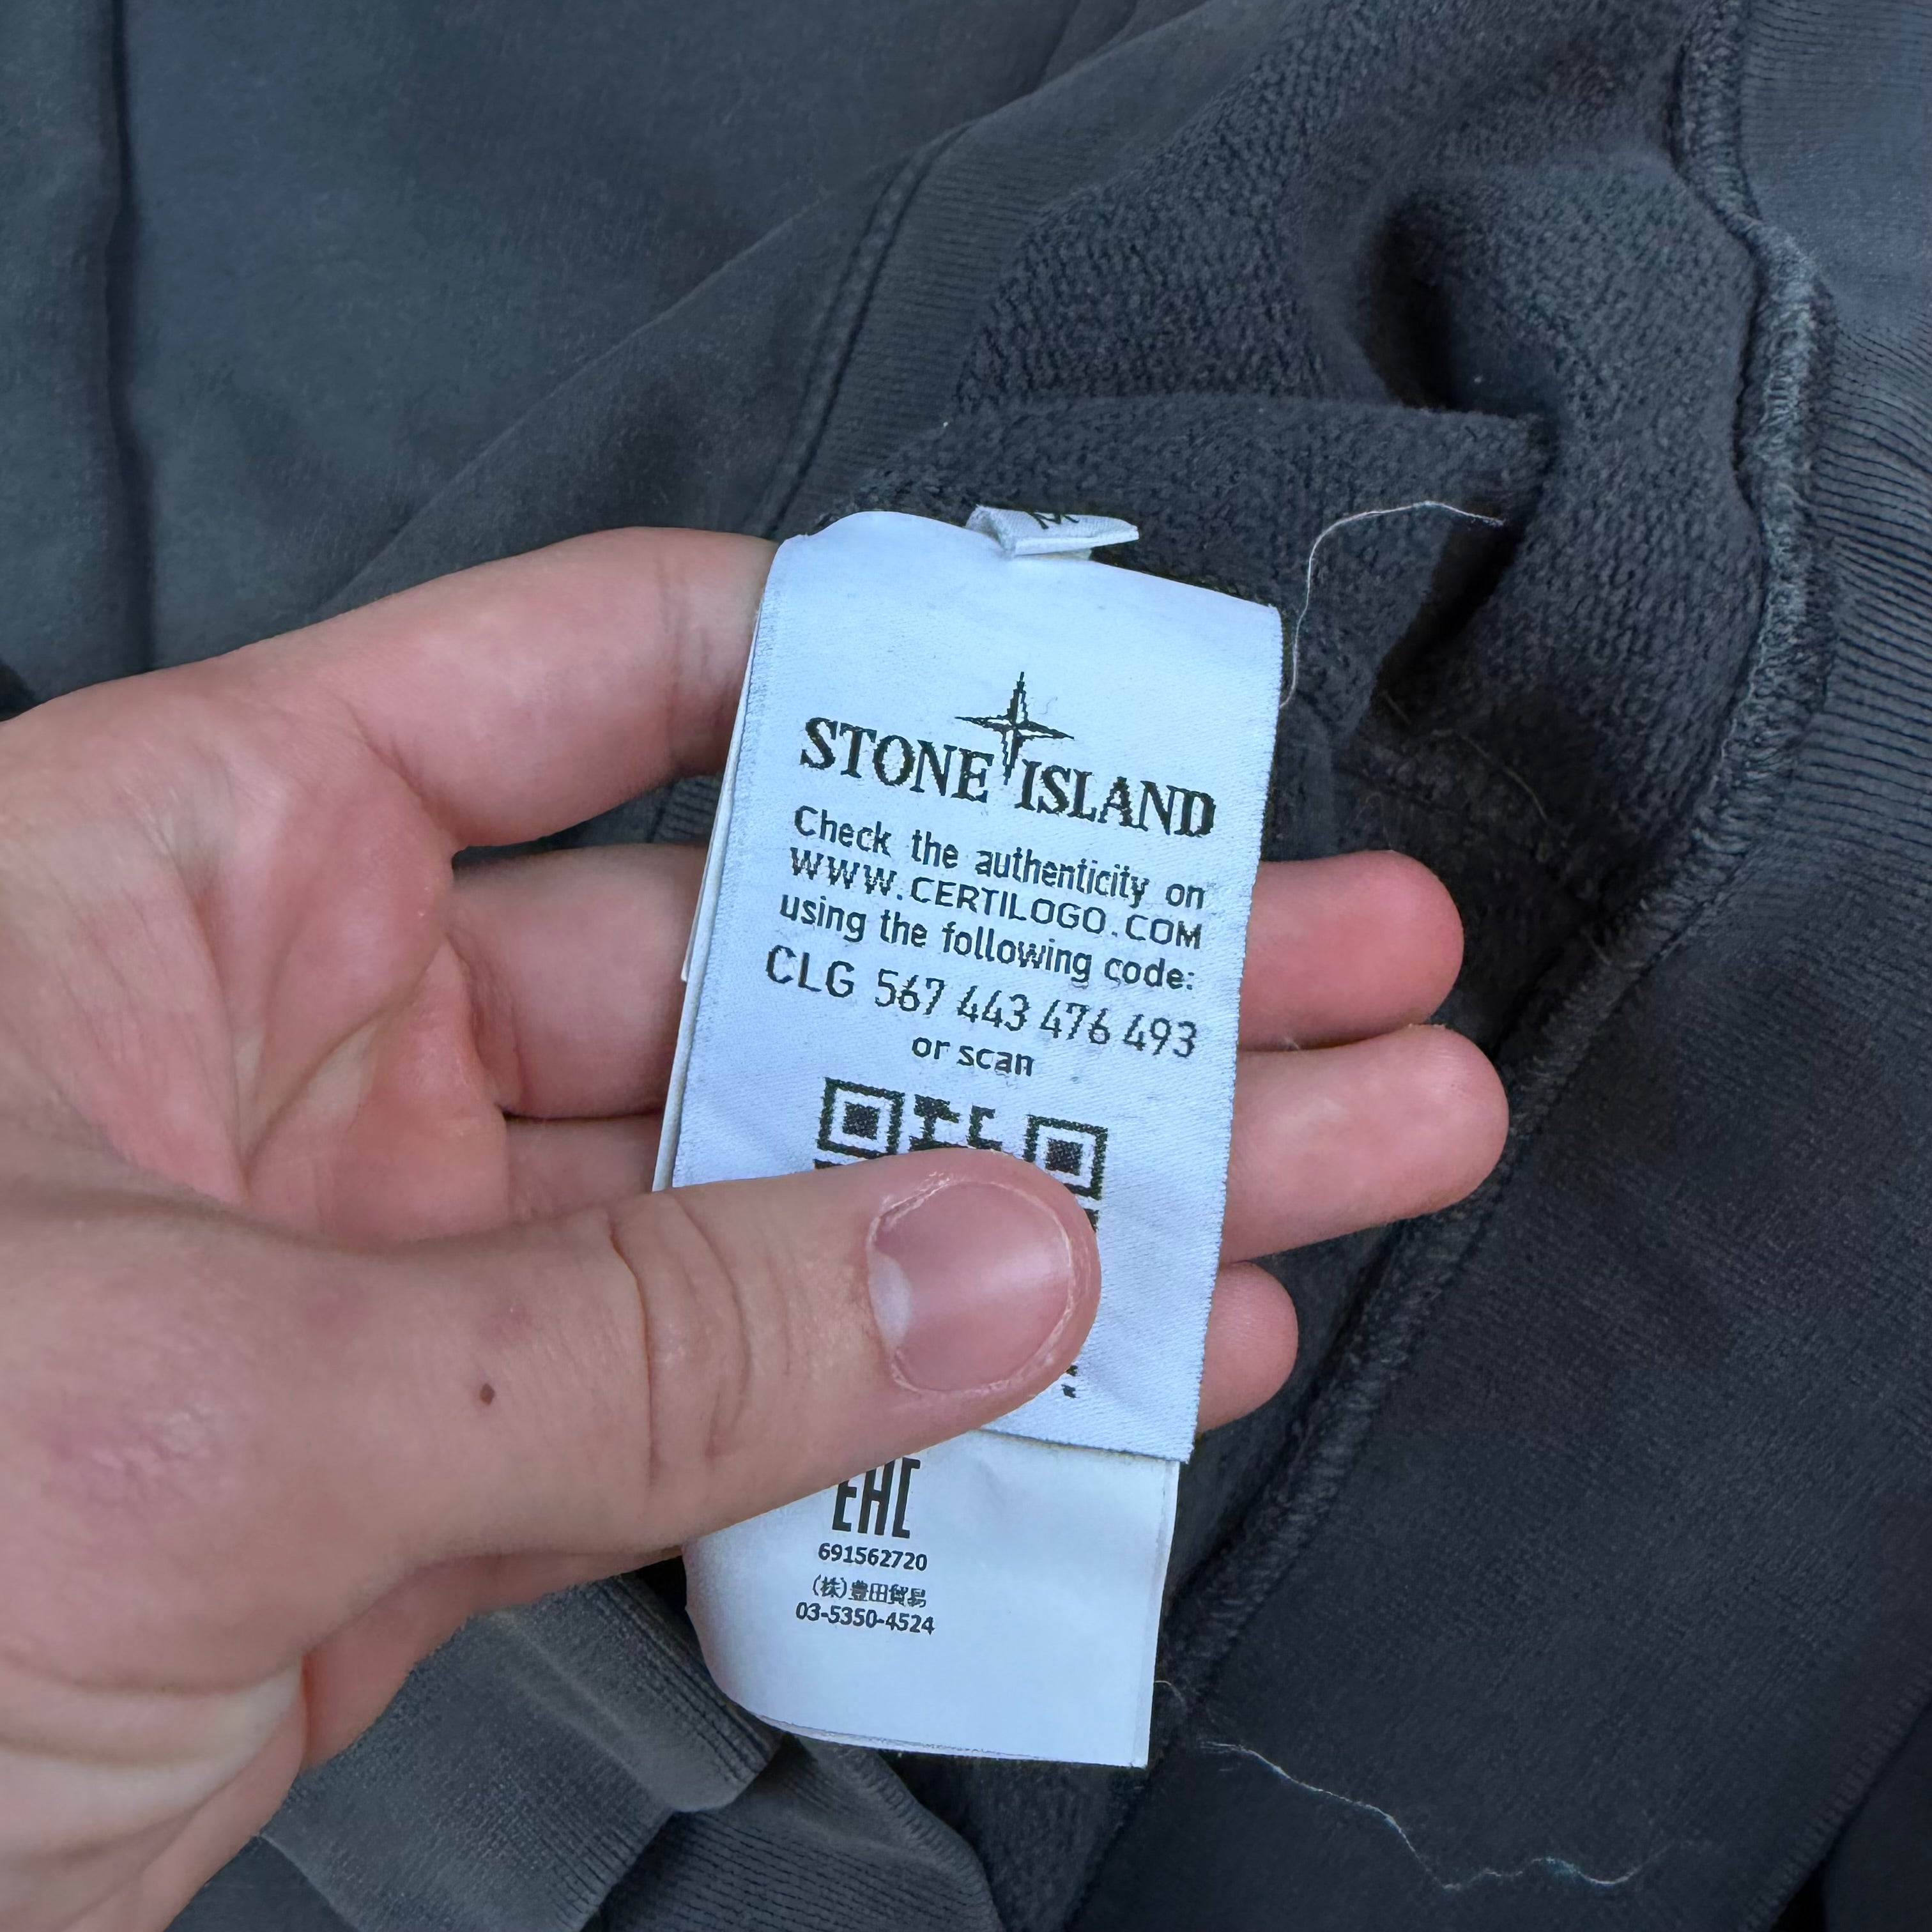 M
STONE ISLAND
Check the authenticity on
WWW.CERTILOGO.COM
using the following code:
CLG 567 443 476 493
or scan
EAC
691562720
(株)豊田貿易
03-5350-4524